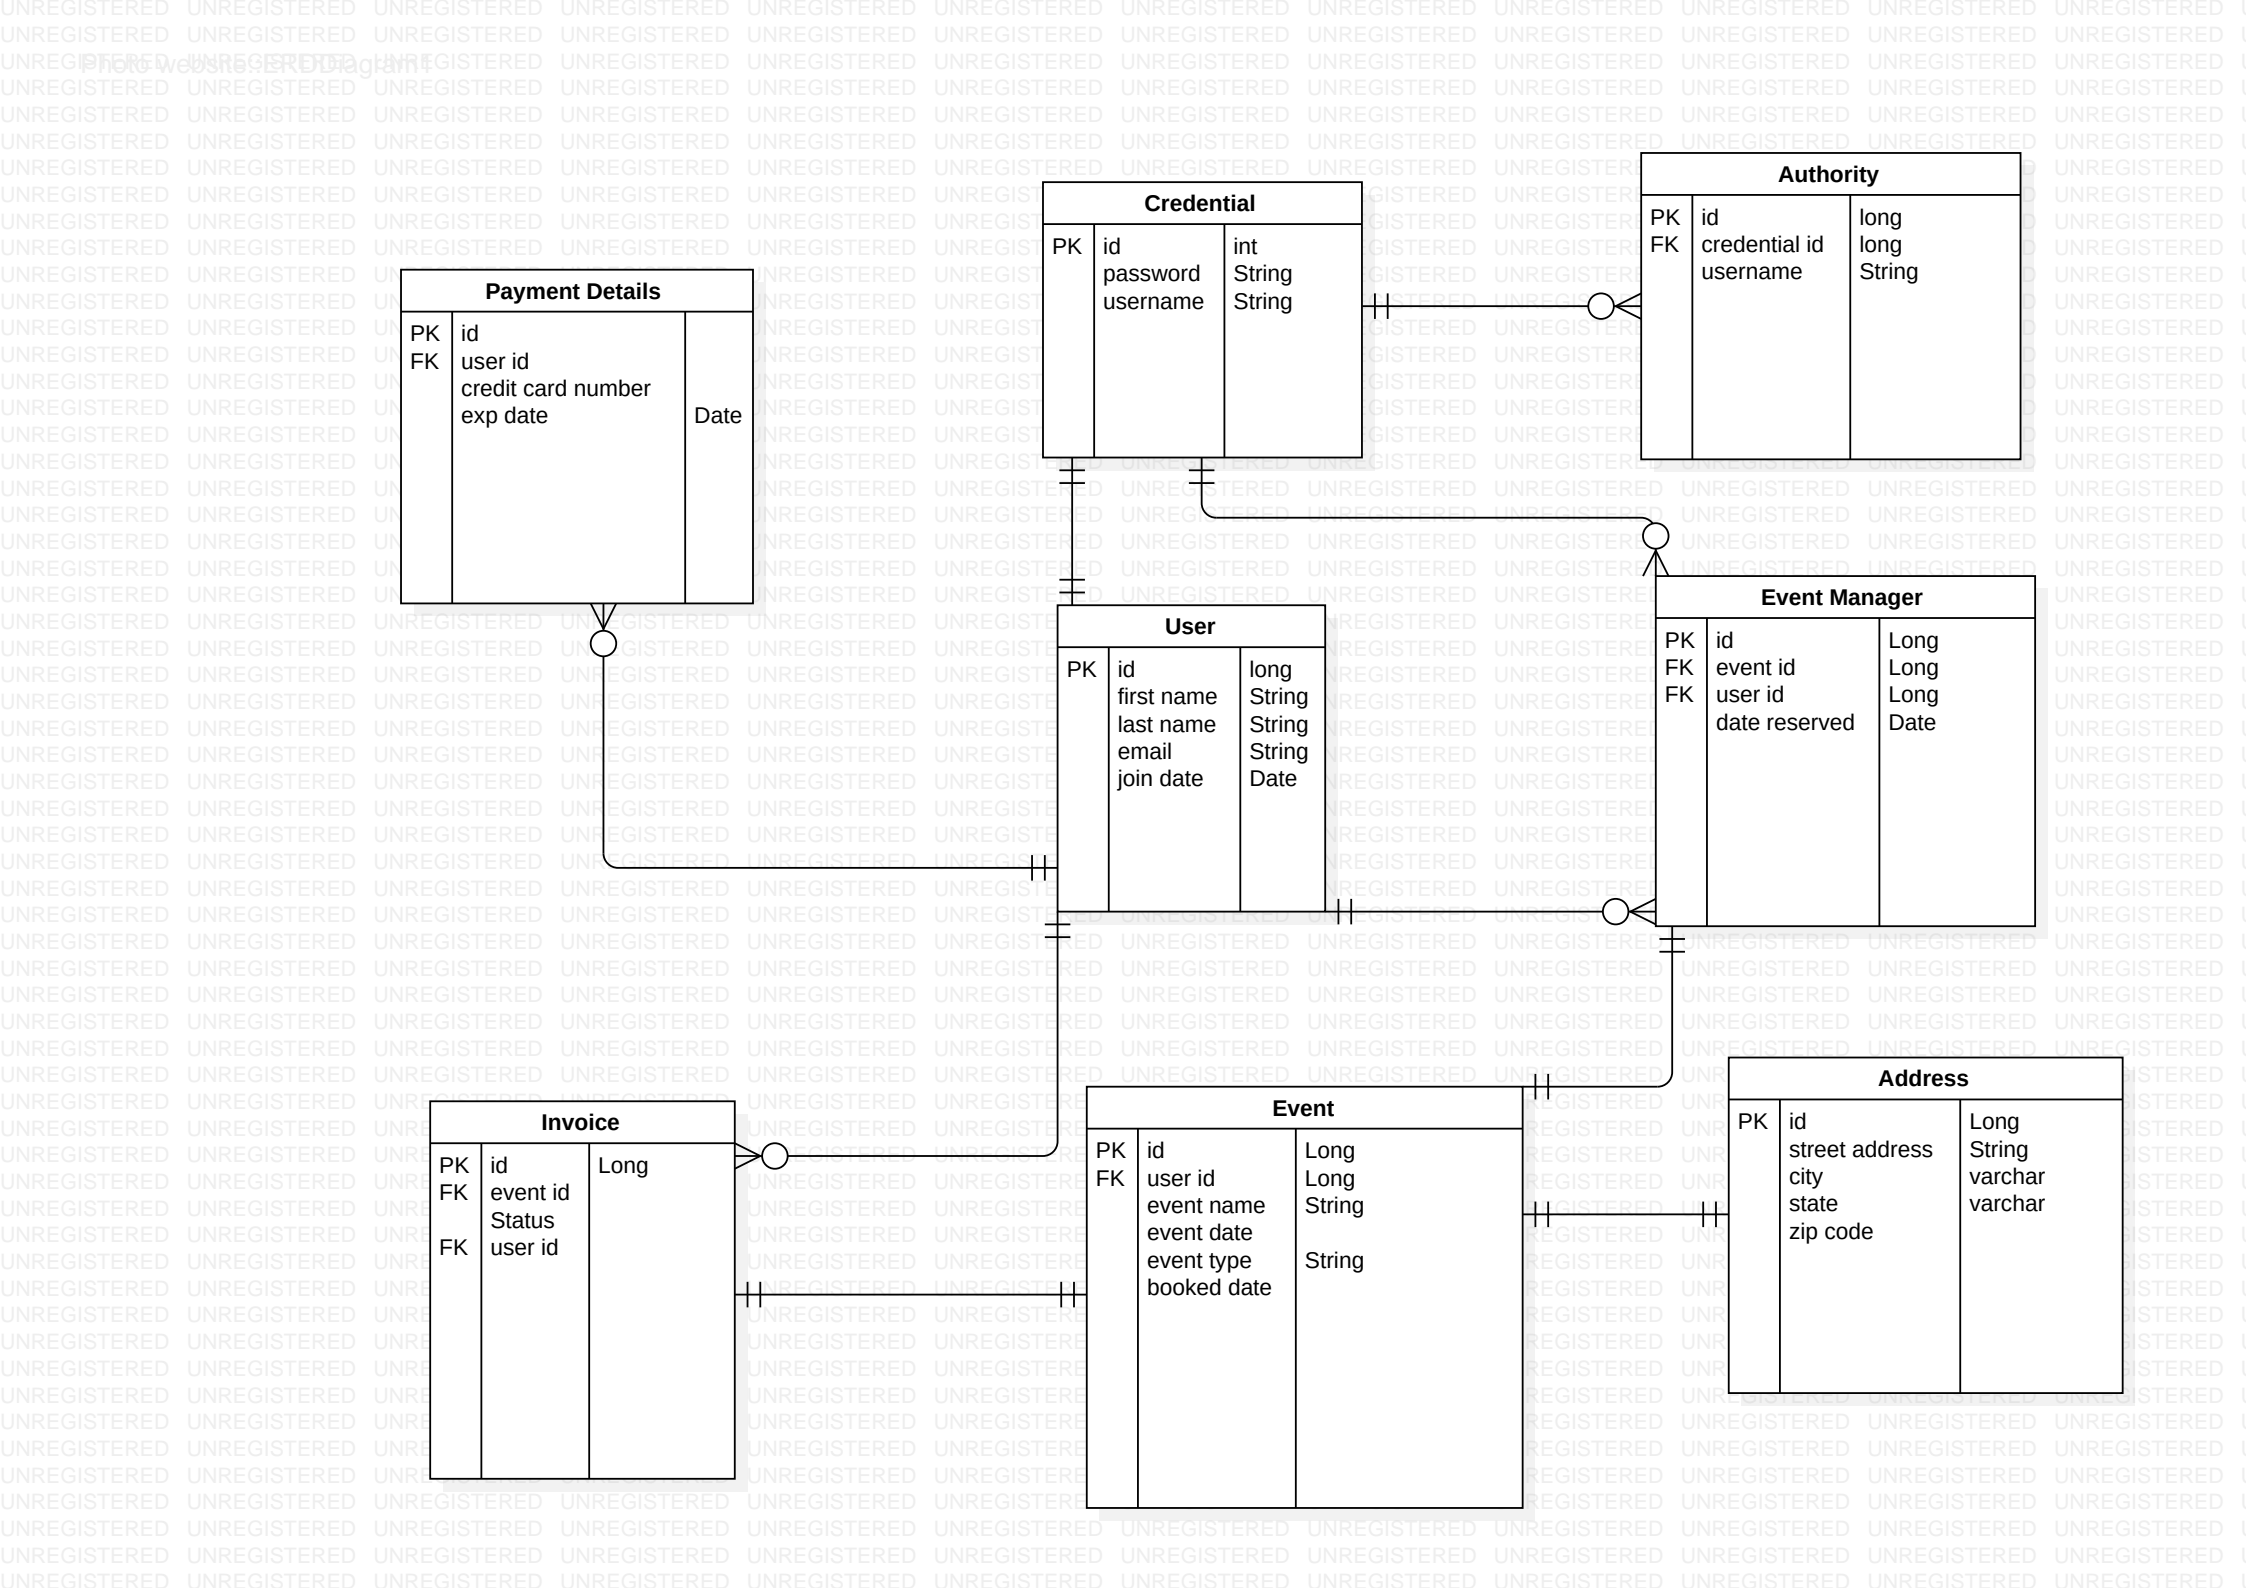 Photo website::ERDDiagram1
Authority
PK id long
FK credential id long
username String
Credential
PK id int
password String
username String
Payment Details
PK id
FK user id
credit card number
exp date Date
Event Manager
PK id Long
FK event id Long
FK user id Long
date reserved Date
User
PK id long
first name String
last name String
email String
join date Date
Address
PK id Long
street address String
city varchar
state varchar
zip code
Event
PK id Long
FK user id Long
event name String
event date
event type String
booked date
Invoice
PK id Long
FK event id
Status
FK user id
UNREGISTERED